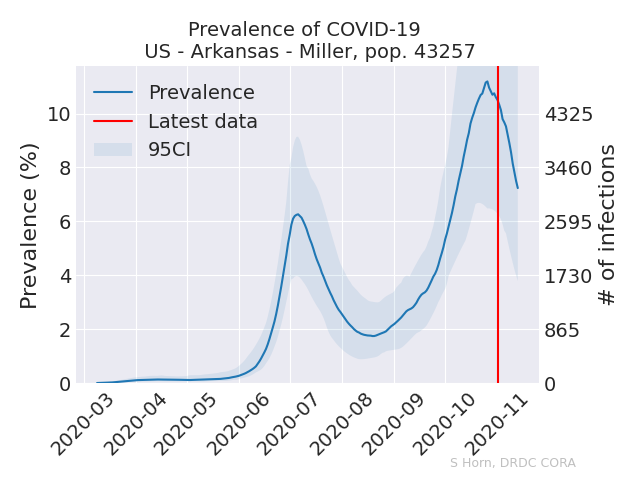 Prevalence of COVID-19
US - Arkansas - Miller, pop. 43257
Prevalence
Latest data
95CI
Prevalence (%)
10
8
6
4
2
0
4325
3460
2595
1730
865
0
# of infections
2020-03
2020-04
2020-05
2020-06
2020-07
2020-08
2020-09
2020-10
2020-11
S Horn, DRDC CORA